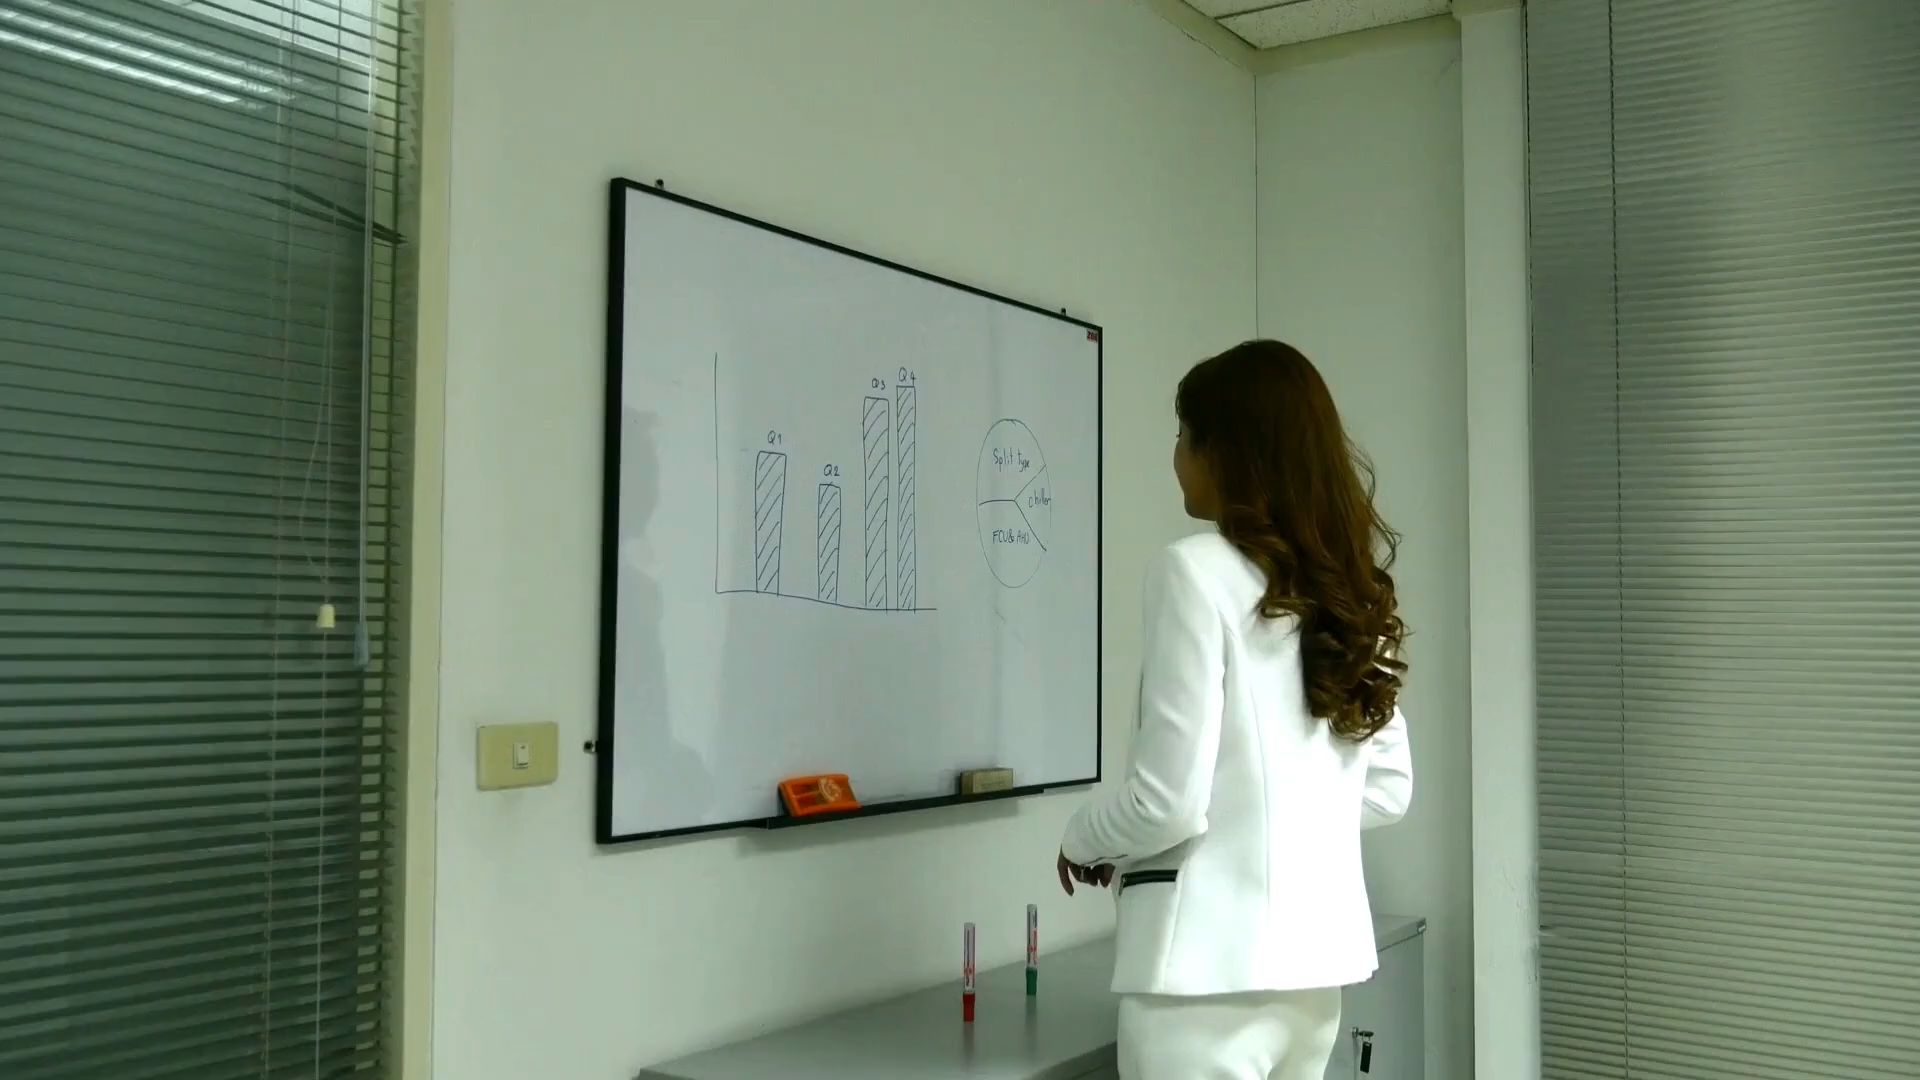 Q1
Q2
Q3
Q4
Split type
chiller
FCU & AHU